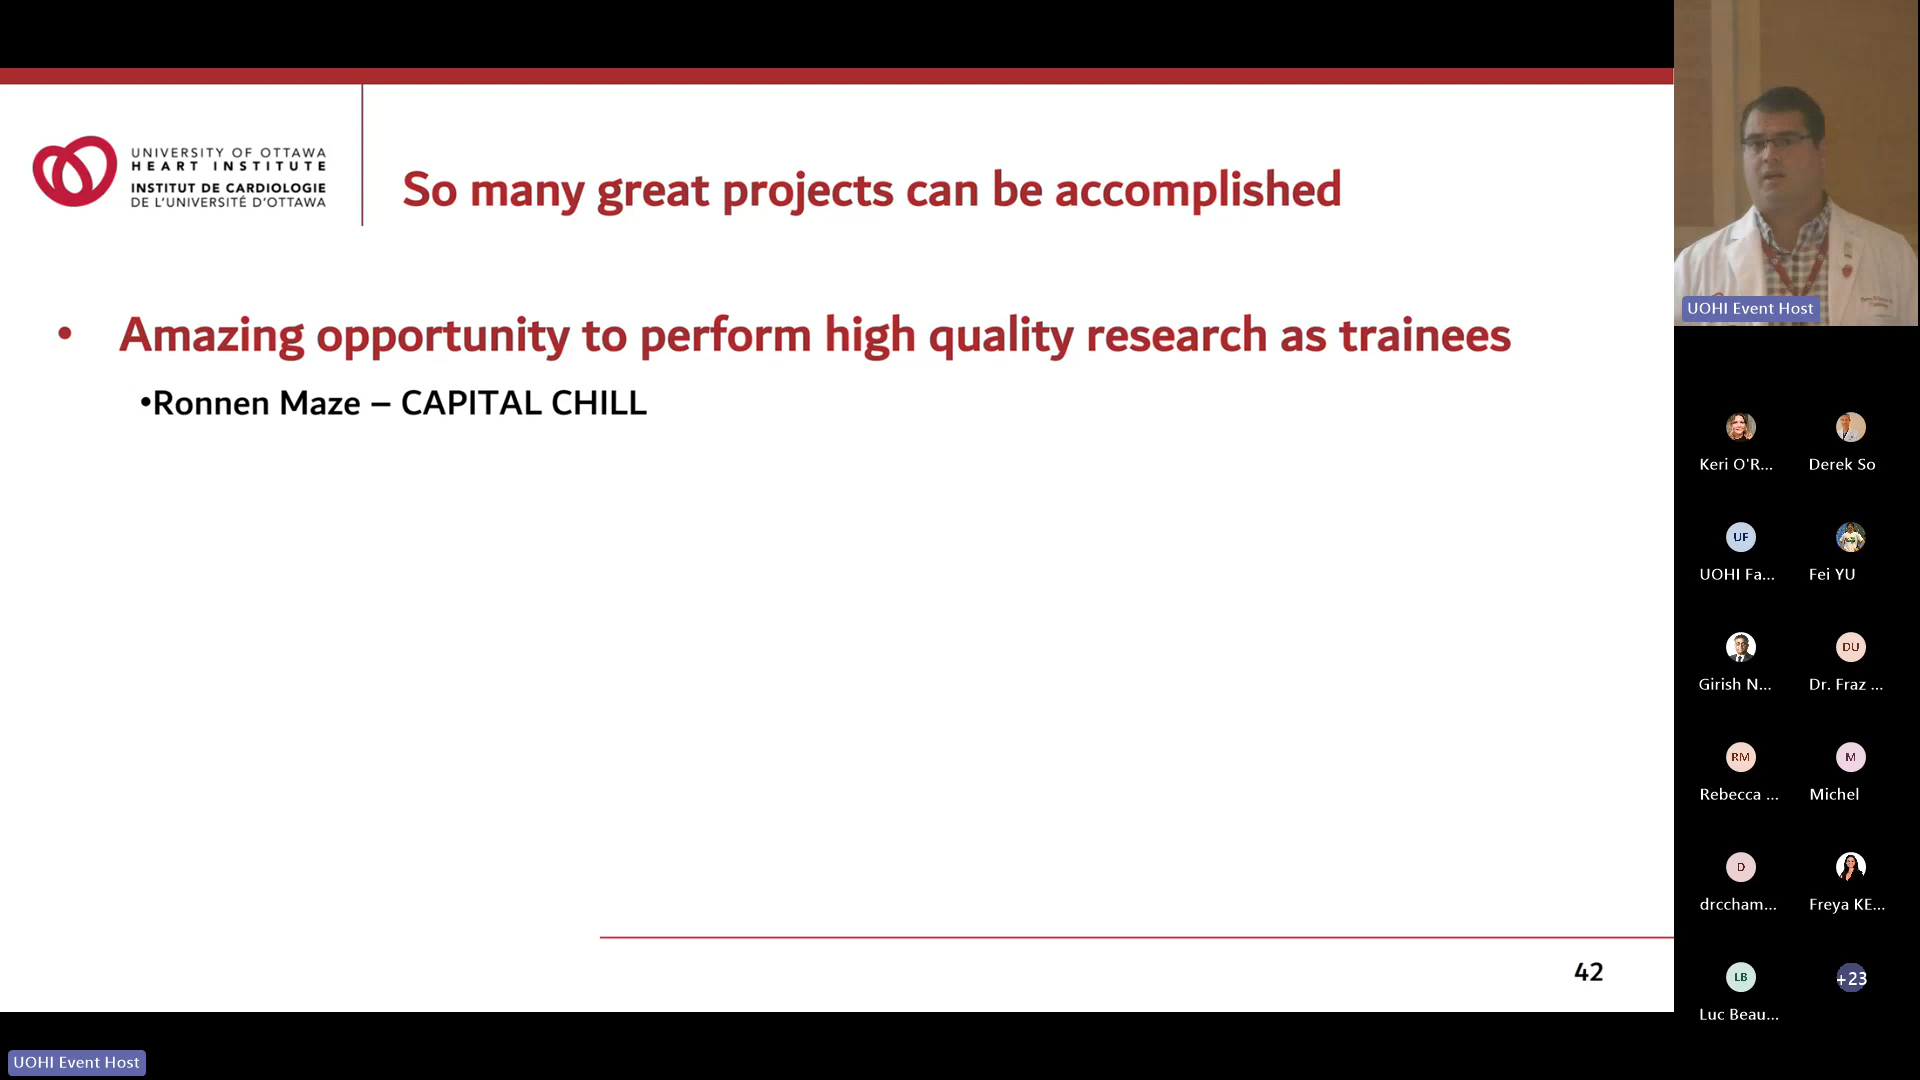 UNIVERSITY OF OTTAWA
HEART INSTITUTE
INSTITUT DE CARDIOLOGIE
DE L'UNIVERSITÉ D'OTTAWA
So many great projects can be accomplished
• Amazing opportunity to perform high quality research as trainees
•Ronnen Maze – CAPITAL CHILL
42
UOHI Event Host
UOHI Event Host
Keri O'R...
Derek So
UF
UOHI Fa...
Fei YU
Girish N...
DU
Dr. Fraz ...
RM
Rebecca ...
M
Michel
D
drccham...
Freya KE...
LB
Luc Beau...
+23